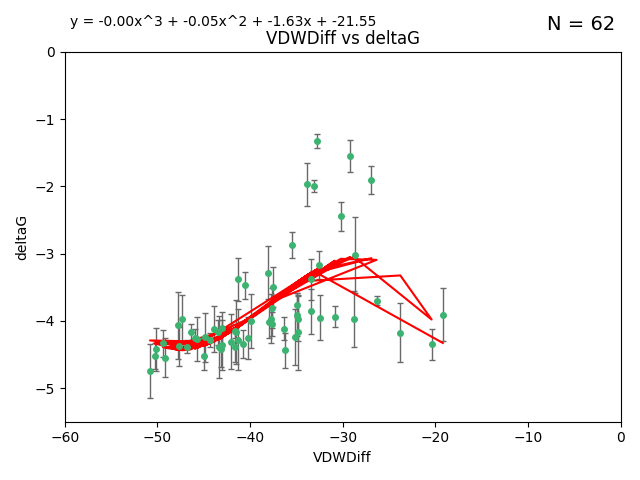 y = -0.00x^3 + -0.05x^2 + -1.63x + -21.55
N = 62
VDWDiff vs deltaG
0
−1
−2
−3
−4
−5
deltaG
−60 −50 −40 −30 −20 −10 0
VDWDiff